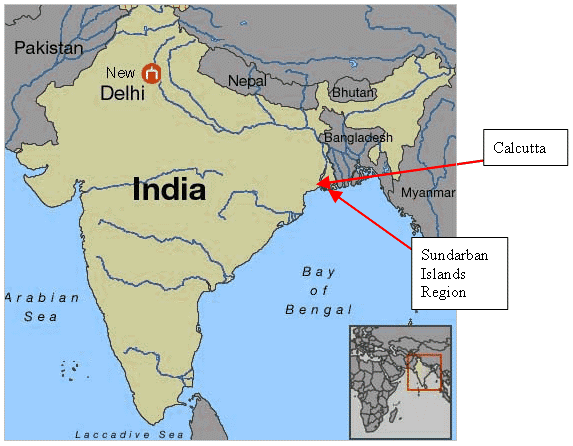 Pakistan
New
Delhi
Nepal
Bhutan
Bangladesh
Calcutta
India
Myanmar
Sundarban
Islands
Region
Arabian
Sea
Bay
of
Bengal
Laccadive Sea